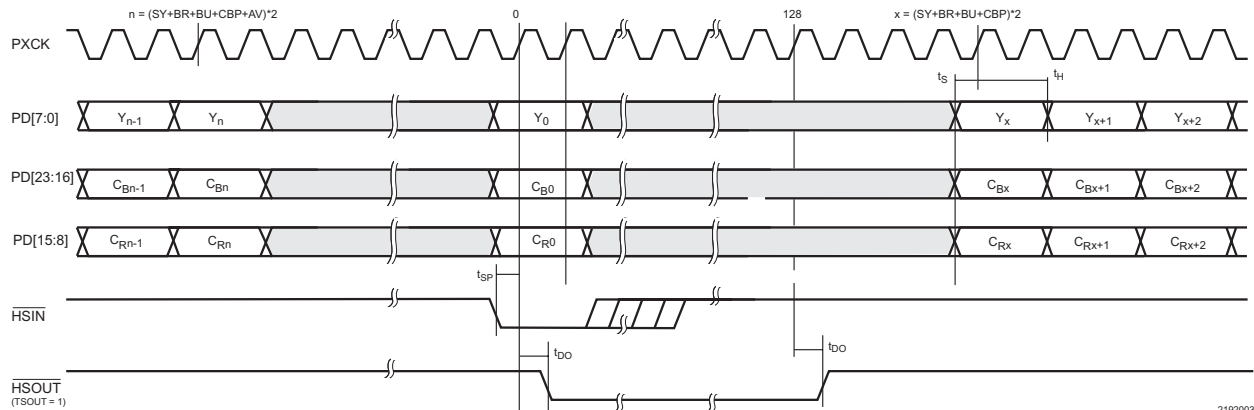 n = (SY+BR+BU+CBP+AV)*2
0
128
x = (SY+BR+BU+CBP)*2
PXCK
tS
tH
PD[7:0]
Yn-1
Yn
Y0
Yx
Yx+1
Yx+2
PD[23:16]
CBn-1
CBn
CB0
CBx
CBx+1
CBx+2
PD[15:8]
CRn-1
CRn
CR0
CRx
CRx+1
CRx+2
tSP
HSIN
tDO
tDO
HSOUT
(TSOUT = 1)
2192003